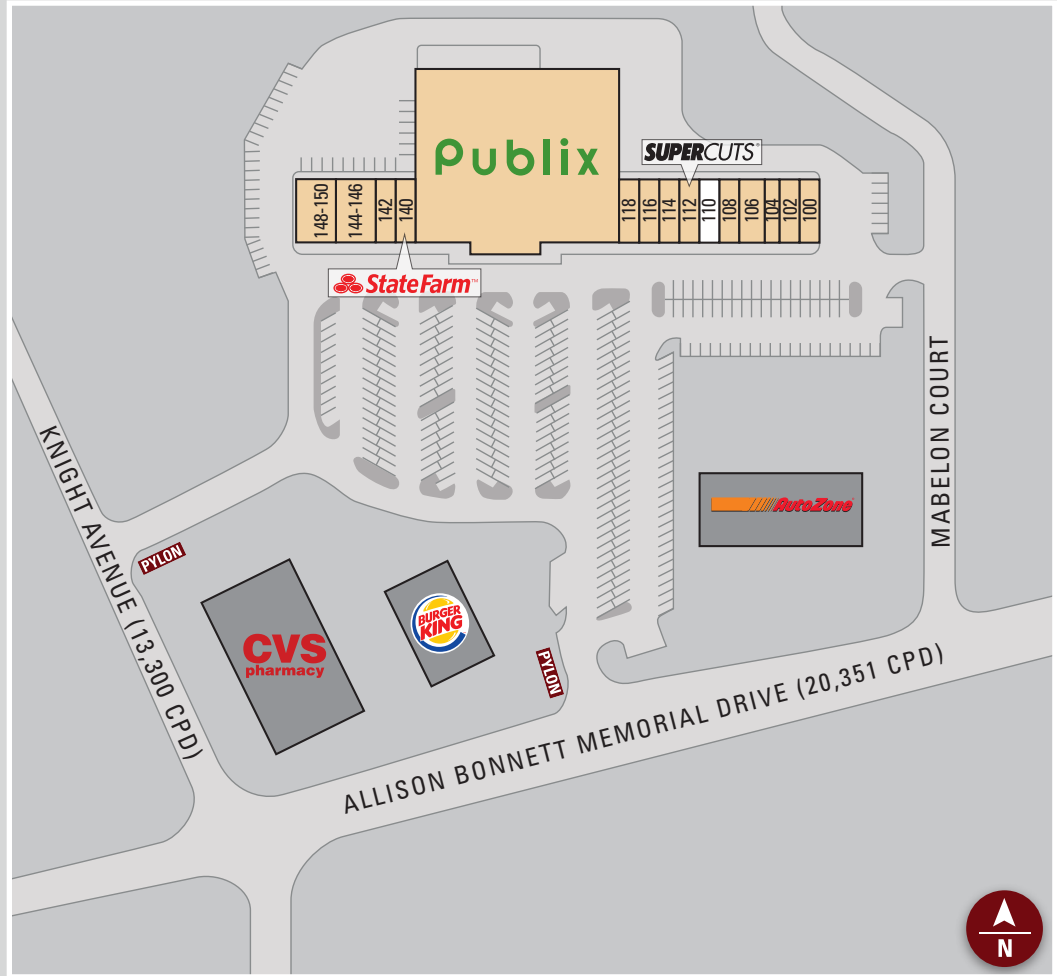 Publix
SUPERCUTS®
148-150
144-146
142
140
118
116
114
112
110
108
106
104
102
100
StateFarm™
KNIGHT AVENUE (13,300 CPD)
MABELON COURT
AutoZone
PYLON
CVS
pharmacy
BURGER
KING
PYLON
ALLISON BONNETT MEMORIAL DRIVE (20,351 CPD)
N